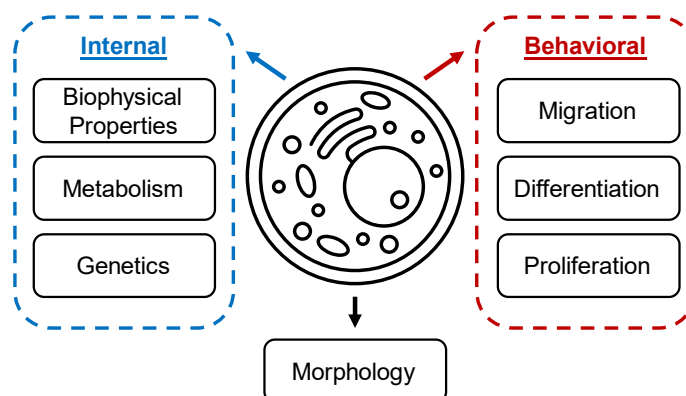 Internal
Biophysical
Properties
Metabolism
Genetics
Behavioral
Migration
Differentiation
Proliferation
Morphology